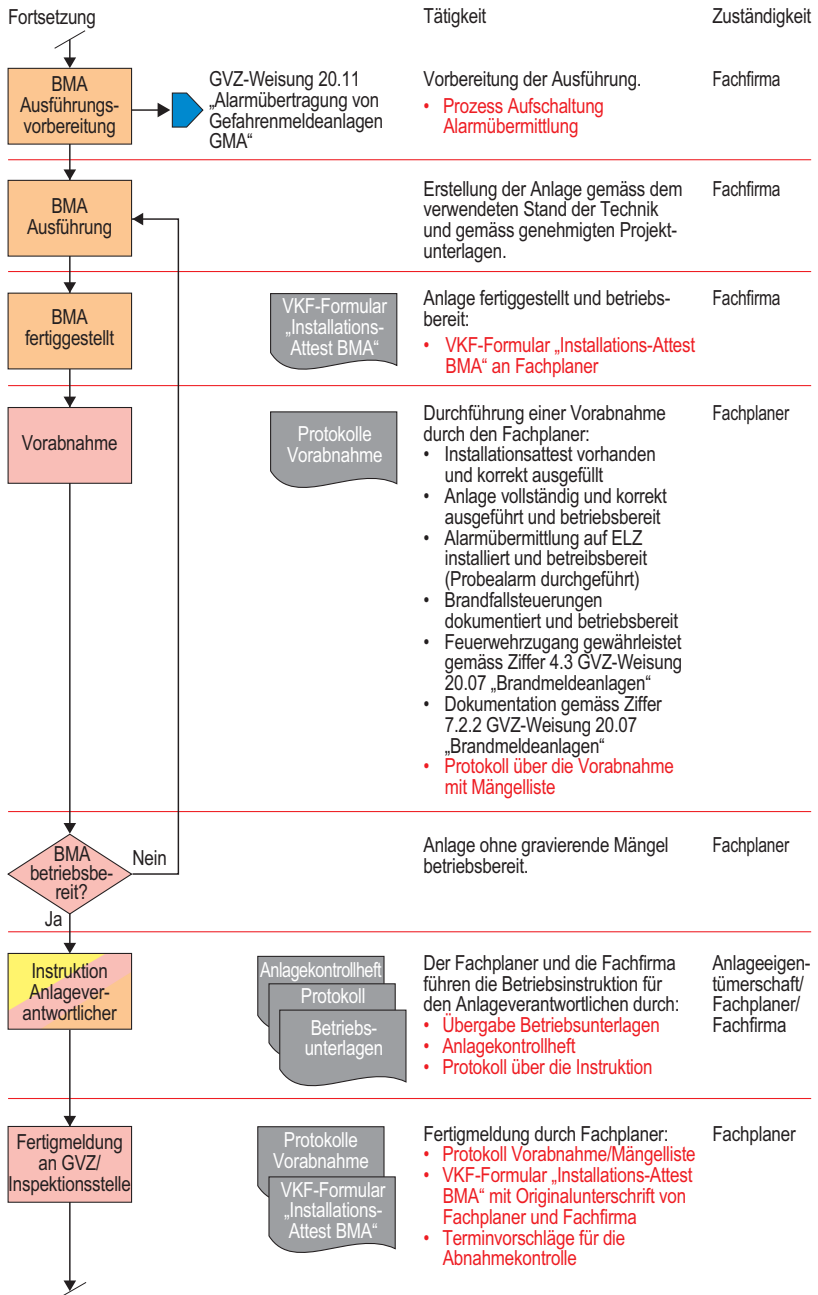 Fortsetzung
Tätigkeit
Zuständigkeit
BMA
Ausführungs-
vorbereitung
GVZ-Weisung 20.11
„Alarmübertragung von
Gefahrenmeldeanlagen
GMA“
Vorbereitung der Ausführung.
• Prozess Aufschaltung
Alarmübermittlung
Fachfirma
BMA
Ausführung
Erstellung der Anlage gemäss dem
verwendeten Stand der Technik
und gemäss genehmigten Projekt-
unterlagen.
Fachfirma
BMA
fertiggestellt
VKF-Formular
„Installations-
Attest BMA“
Anlage fertiggestellt und betriebs-
bereit:
• VKF-Formular „Installations-Attest
BMA“ an Fachplaner
Fachfirma
Vorabnahme
Protokolle
Vorabnahme
Durchführung einer Vorabnahme
durch den Fachplaner:
• Installationsattest vorhanden
und korrekt ausgefüllt
• Anlage vollständig und korrekt
ausgeführt und betriebsbereit
• Alarmübermittlung auf ELZ
installiert und betreibsbereit
(Probealarm durchgeführt)
• Brandfallsteuerungen
dokumentiert und betriebsbereit
• Feuerwehrzugang gewährleistet
gemäss Ziffer 4.3 GVZ-Weisung
20.07 „Brandmeldeanlagen“
• Dokumentation gemäss Ziffer
7.2.2 GVZ-Weisung 20.07
„Brandmeldeanlagen“
• Protokoll über die Vorabnahme
mit Mängelliste
Fachplaner
BMA
betriebsbe-
reit?
Nein
Ja
Anlage ohne gravierende Mängel
betriebsbereit.
Fachplaner
Instruktion
Anlagever-
antwortlicher
Anlagekontrollheft
Protokoll
Betriebs-
unterlagen
Der Fachplaner und die Fachfirma
führen die Betriebsinstruktion für
den Anlageverantwortlichen durch:
• Übergabe Betriebsunterlagen
• Anlagekontrollheft
• Protokoll über die Instruktion
Anlageeigen-
tümerschaft/
Fachplaner/
Fachfirma
Fertigmeldung
an GVZ/
Inspektionsstelle
Protokolle
Vorabnahme
VKF-Formular
„Installations-
Attest BMA“
Fertigmeldung durch Fachplaner:
• Protokoll Vorabnahme/Mängelliste
• VKF-Formular „Installations-Attest
BMA“ mit Originalunterschrift von
Fachplaner und Fachfirma
• Terminvorschläge für die
Abnahmekontrolle
Fachplaner